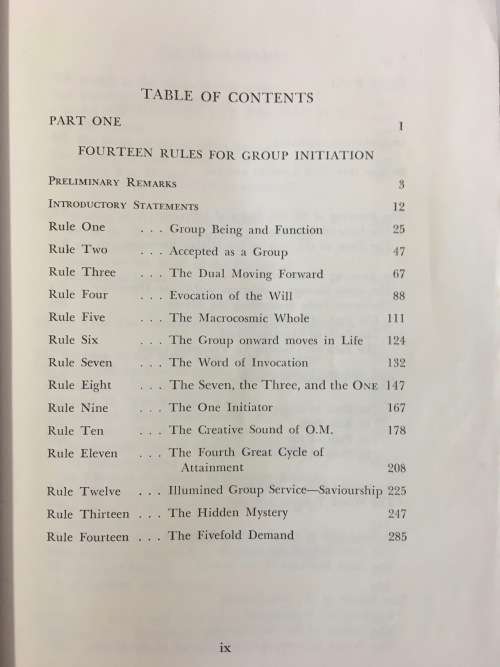 TABLE OF CONTENTS
PART ONE 1
FOURTEEN RULES FOR GROUP INITIATION
PRELIMINARY REMARKS 3
INTRODUCTORY STATEMENTS 12
Rule One . . . Group Being and Function 25
Rule Two . . . Accepted as a Group 47
Rule Three . . . The Dual Moving Forward 67
Rule Four . . . Evocation of the Will 88
Rule Five . . . The Macrocosmic Whole 111
Rule Six . . . The Group onward moves in Life 124
Rule Seven . . . The Word of Invocation 132
Rule Eight . . . The Seven, the Three, and the ONE 147
Rule Nine . . . The One Initiator 167
Rule Ten . . . The Creative Sound of O.M. 178
Rule Eleven . . . The Fourth Great Cycle of
Attainment 208
Rule Twelve . . . Illumined Group Service—Saviourship 225
Rule Thirteen . . . The Hidden Mystery 247
Rule Fourteen . . . The Fivefold Demand 285
ix